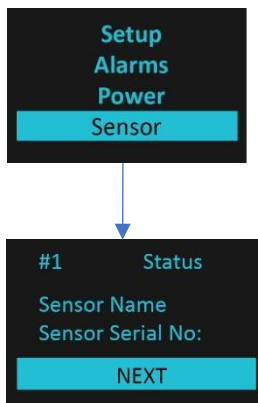 Setup
Alarms
Power
Sensor
#1 Status
Sensor Name
Sensor Serial No:
NEXT